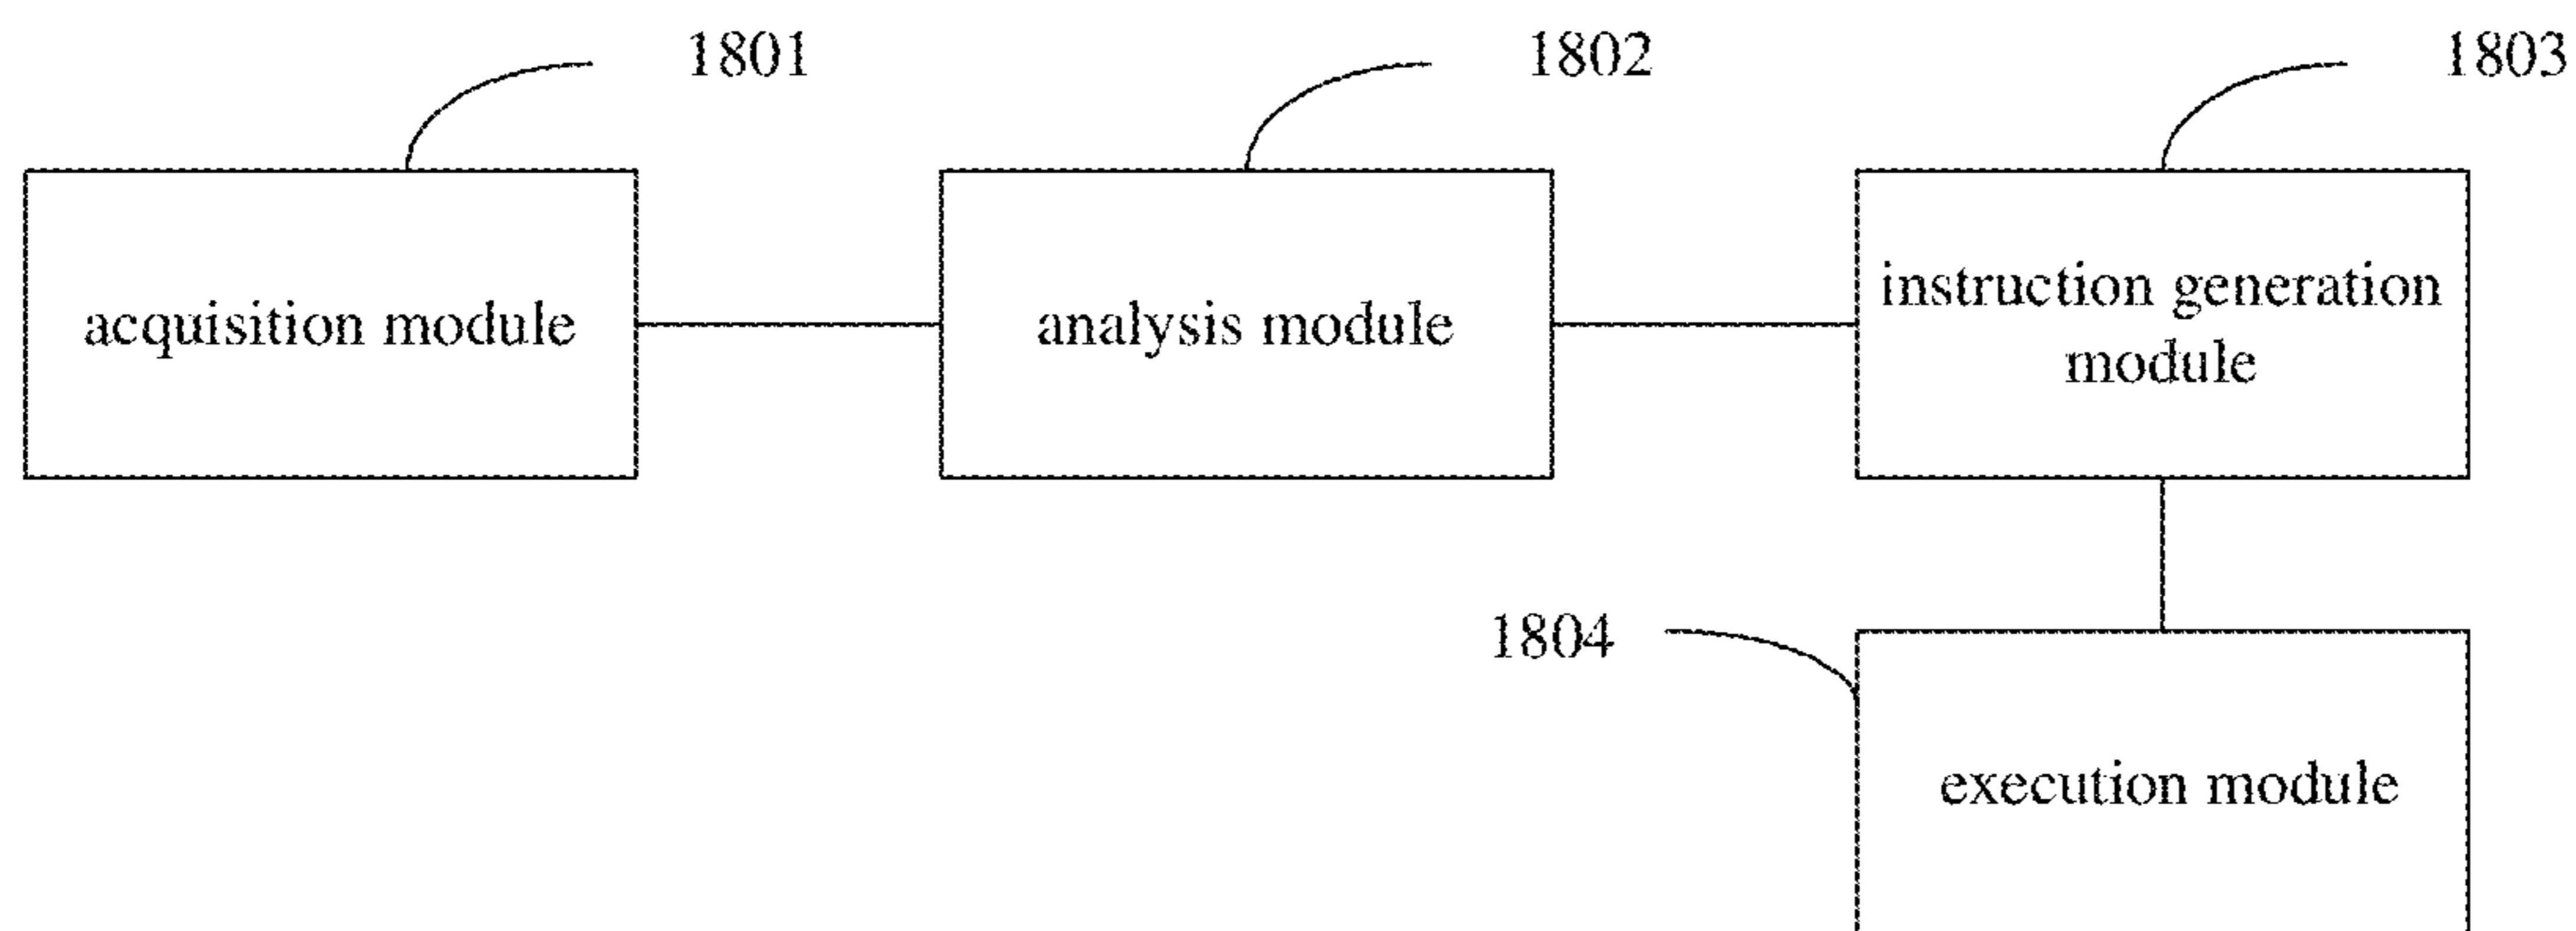 1801
1802
1803
acquisition module
analysis module
instruction generation
module
1804
execution module